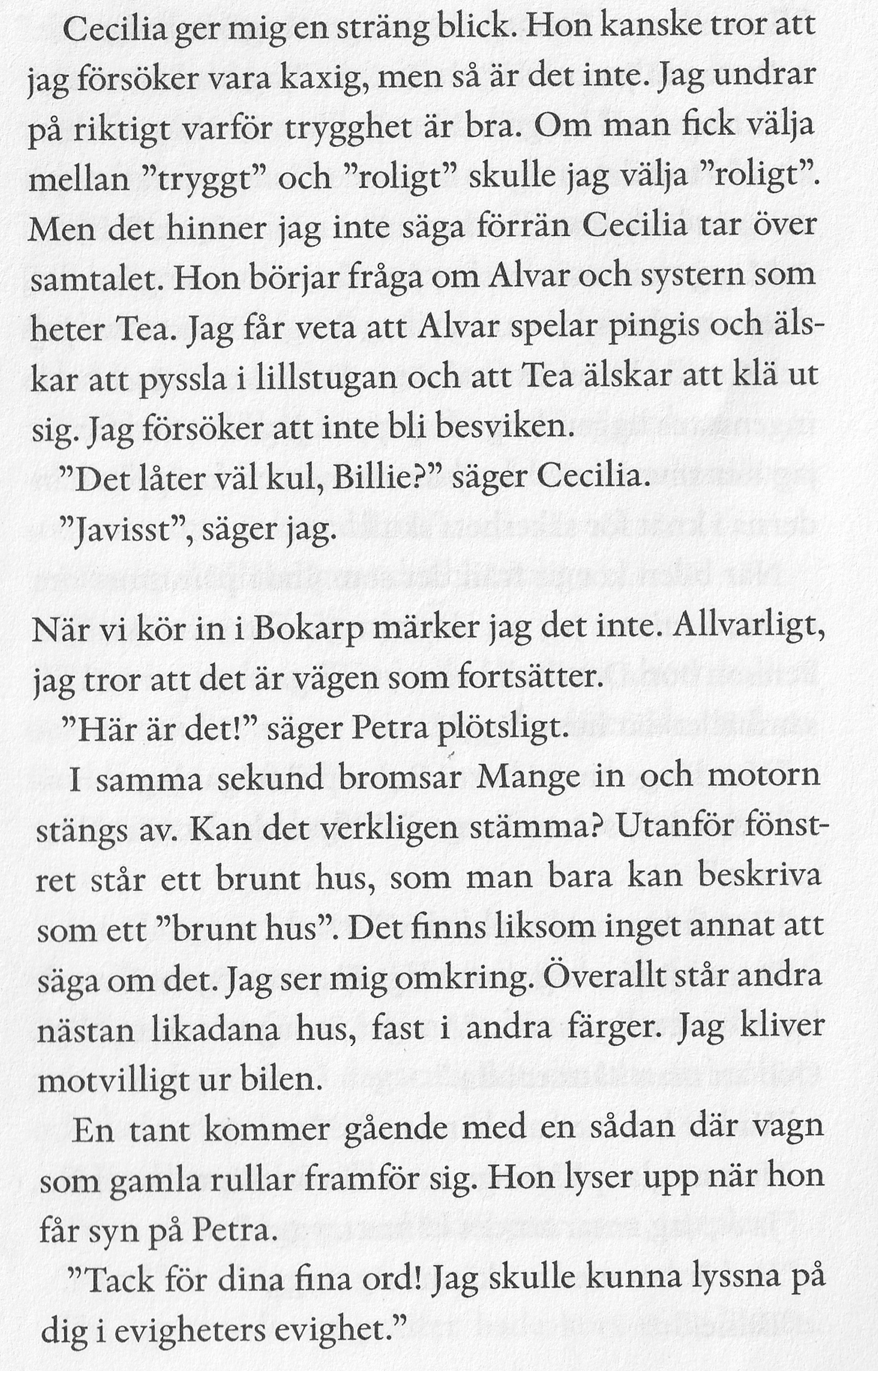 Cecilia ger mig en sträng blick. Hon kanske tror att
jag försöker vara kaxig, men så är det inte. Jag undrar
på riktigt varför trygghet är bra. Om man fick välja
mellan ”tryggt” och ”roligt” skulle jag välja ”roligt”.
Men det hinner jag inte säga förrän Cecilia tar över
samtalet. Hon börjar fråga om Alvar och systern som
heter Tea. Jag får veta att Alvar spelar pingis och äls-
kar att pyssla i lillstugan och att Tea älskar att klä ut
sig. Jag försöker att inte bli besviken.
”Det låter väl kul, Billie?” säger Cecilia.
”Javisst”, säger jag.
När vi kör in i Bokarp märker jag det inte. Allvarligt,
jag tror att det är vägen som fortsätter.
”Här är det!” säger Petra plötsligt.
I samma sekund bromsar Mange in och motorn
stängs av. Kan det verkligen stämma? Utanför fönst-
ret står ett brunt hus, som man bara kan beskriva
som ett ”brunt hus”. Det finns liksom inget annat att
säga om det. Jag ser mig omkring. Överallt står andra
nästan likadana hus, fast i andra färger. Jag kliver
motvilligt ur bilen.
En tant kommer gående med en sådan där vagn
som gamla rullar framför sig. Hon lyser upp när hon
får syn på Petra.
”Tack för dina fina ord! Jag skulle kunna lyssna på
dig i evigheters evighet.”